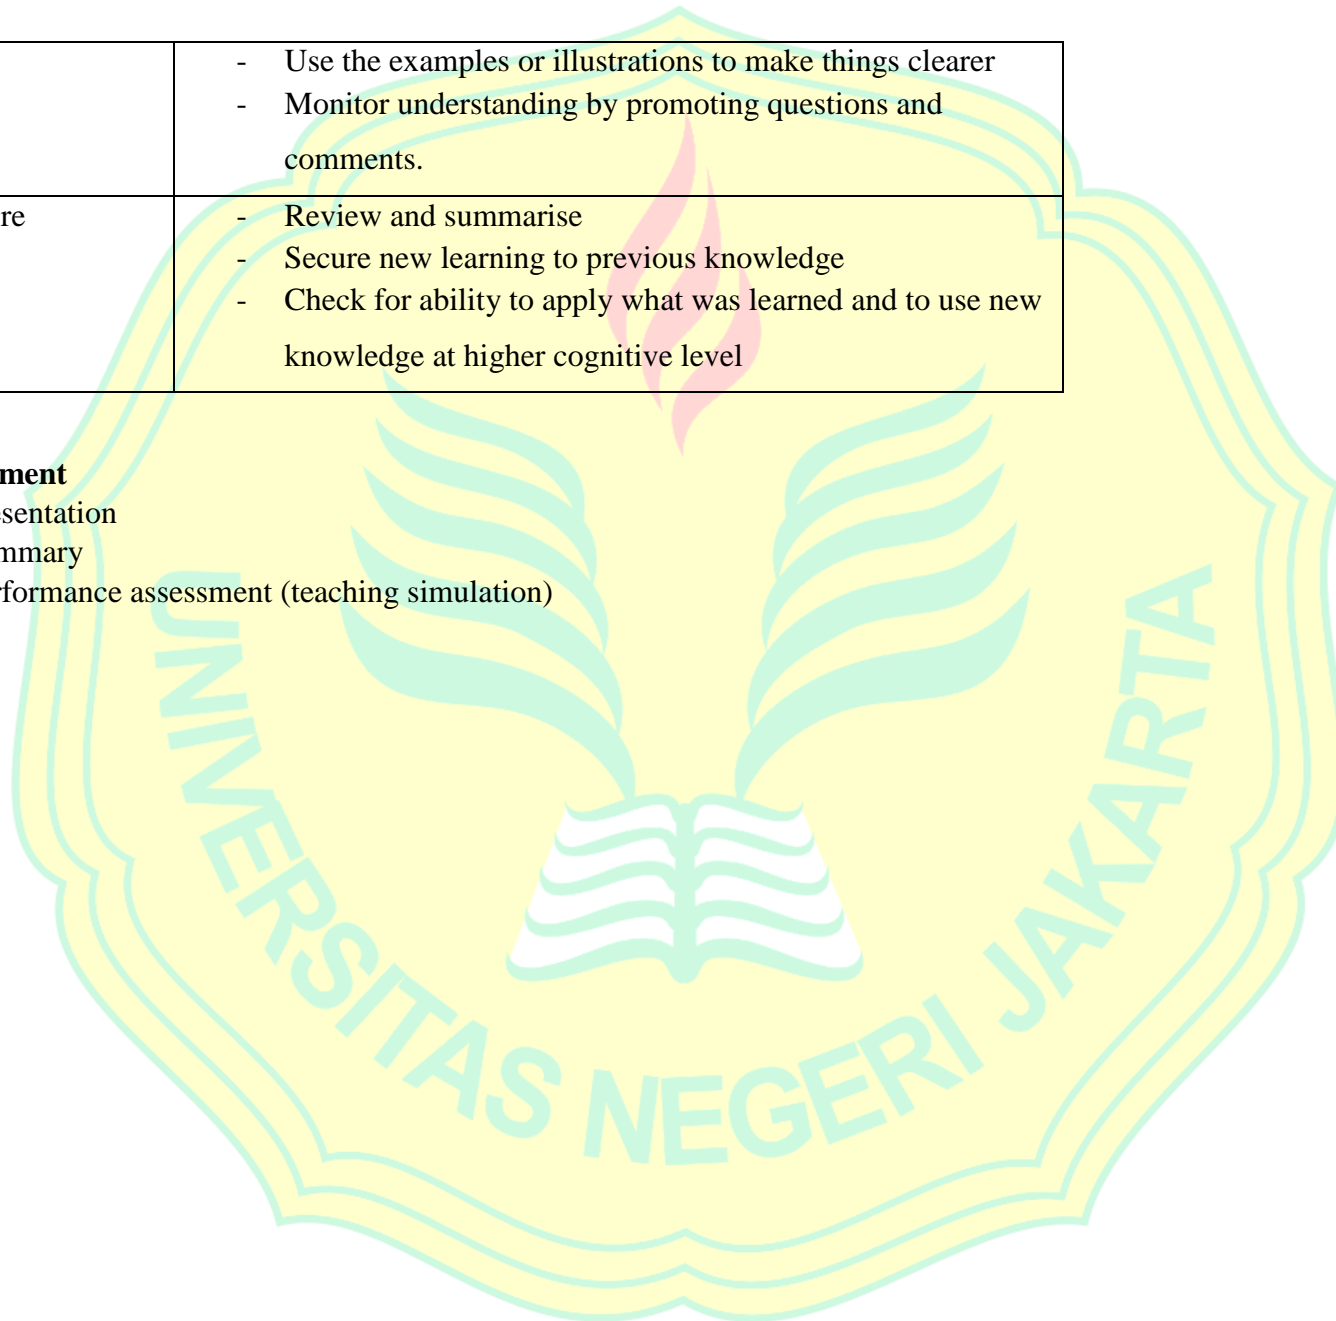 - Use the examples or illustrations to make things clearer
- Monitor understanding by promoting questions and
comments.
re
- Review and summarise
- Secure new learning to previous knowledge
- Check for ability to apply what was learned and to use new
knowledge at higher cognitive level
ment
esentation
mmary
rformance assessment (teaching simulation)
UNIVERSITAS NEGERI JAKARTA